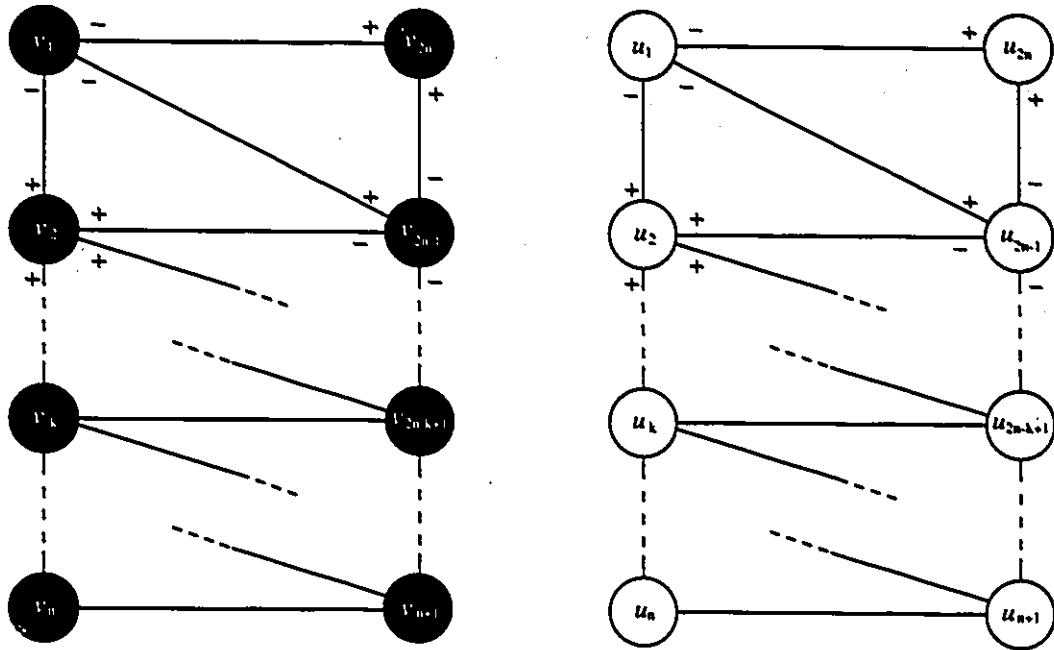 − + − +
v₁ v₂ₙ u₁ u₂ₙ
− − + − − +
+ + − + + −
v₂ + − v₂ₙ₋₁ u₂ + − u₂ₙ₋₁
+ + − + + −
vₖ v₂ₙ₋ₖ₊₁ uₖ u₂ₙ₋ₖ₊₁
vₙ vₙ₊₁ uₙ uₙ₊₁